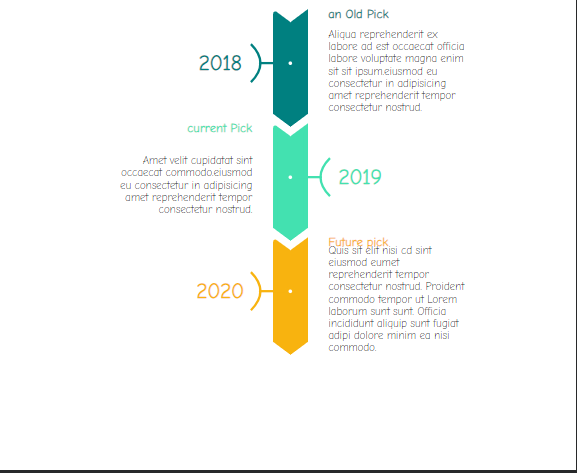 an Old Pick
Aliqua reprehenderit ex
labore ad est occaecat officia
labore voluptate magna enim
sit sit ipsum.eiusmod eu
consectetur in adipisicing
amet reprehenderit tempor
consectetur nostrud.
2018
current Pick
Amet velit cupidatat sint
occaecat commodo.eiusmod
eu consectetur in adipisicing
amet reprehenderit tempor
consectetur nostrud.
2019
Future pick
Quis sit elit nisi cd sint
eiusmod eumet
reprehenderit tempor
consectetur nostrud. Proident
commodo tempor ut Lorem
laborum sunt sunt. Officia
incididunt aliquip sunt fugiat
adipi dolore minim ea nisi
commodo.
2020